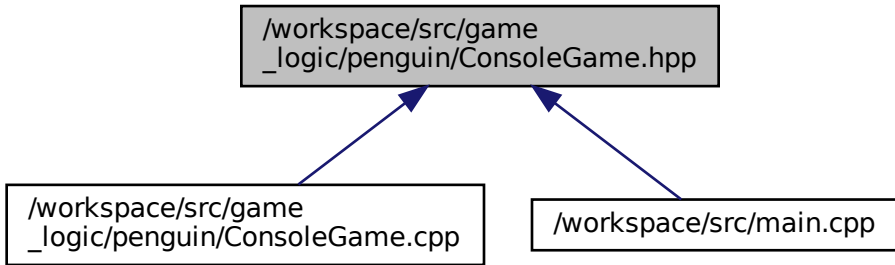 /workspace/src/game
_logic/penguin/ConsoleGame.hpp
/workspace/src/game
_logic/penguin/ConsoleGame.cpp
/workspace/src/main.cpp